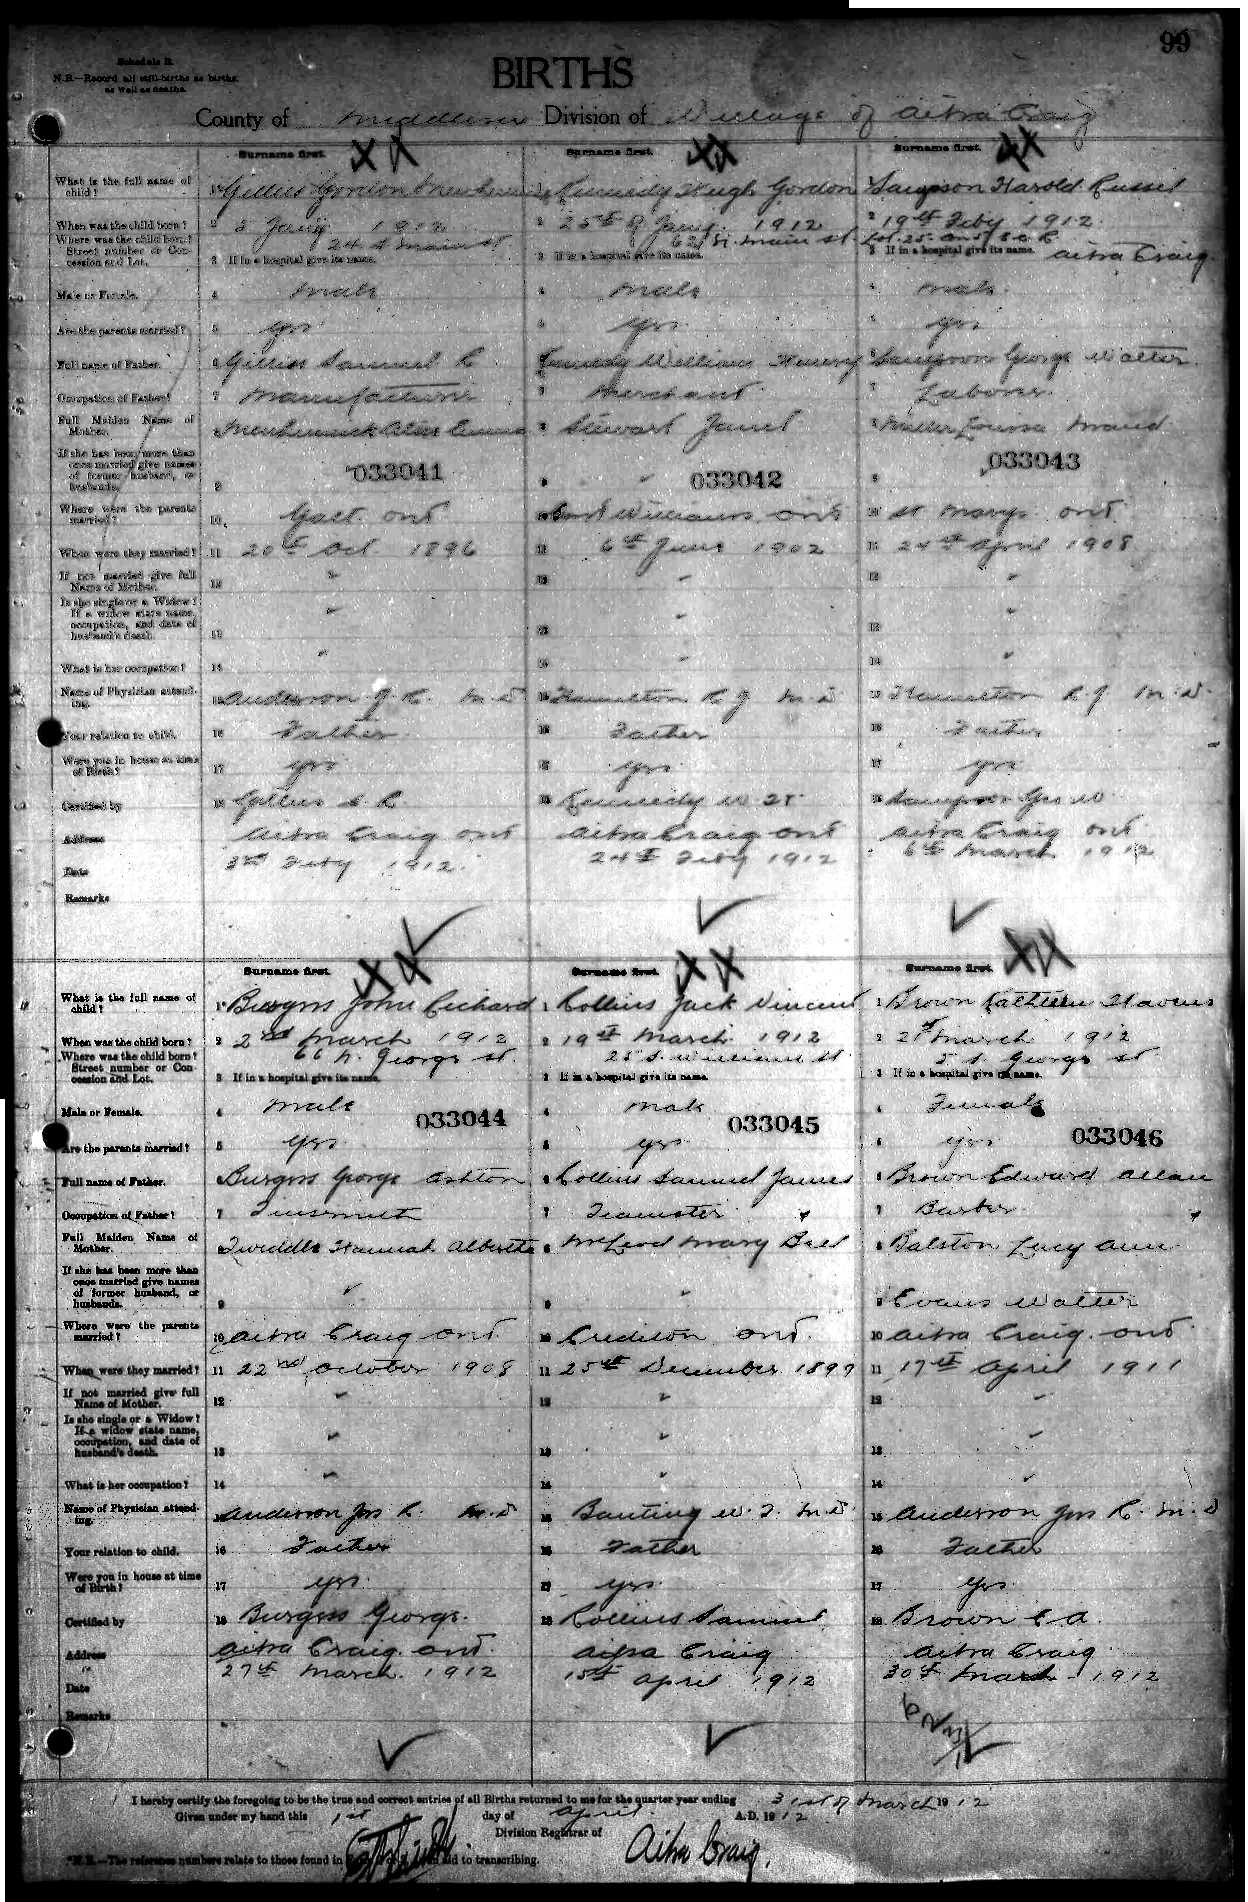 99
Schedule B.
N.B.—Record all still-births as births,
as well as deaths.
BIRTHS
County of Middlesex Division of Village of Ailsa Craig
Surname first. Surname first. Surname first.
What is the full name of child? 1 Gillies Gordon 1 Kennedy Hugh Gordon 1 Sampson Harold Russel
When was the child born? 2 3 Jany 1912 2 25th of Jany 1912 2 19th Feby 1912
Where was the child born? Street number or Concession and Lot. 24 Main st 62 Main st Lot 25
3 If in a hospital give its name. 3 If in a hospital give its name. 3 If in a hospital give its name. Ailsa Craig
Male or Female. 4 male 4 male 4 male
Are the parents married? 5 yes 5 yes 5 yes
Full name of Father. 6 Gillies Samuel R 6 Kennedy William Henery 6 Sampson George Walter
Occupation of Father? 7 Manufacturer 7 Merchant 7 Laborer
Full Maiden Name of Mother. 8 8 Stewart Janet 8 Miller Louisa Maud
If she has been more than once married give names of former husband, or husbands. 9 033041 9 " 033042 9 033043
Where were the parents married? 10 Galt ont 10 Williams ont 10 St Marys ont
When were they married? 11 20th Oct 1896 11 6th June 1902 11 24th April 1908
If not married give full Name of Mother. 12 " 12 " 12 "
Is she single or a Widow? If a widow state name, occupation, and date of husband's death. 13 " 13 " 13 "
What is her occupation? 14 " 14 " 14 "
Name of Physician attending. 15 Anderson J. R. M.D 15 Hamilton R J M D 15 Hamilton R J M.D.
Your relation to child. 16 Father 16 Father 16 Father
Were you in house at time of Birth? 17 yes 17 yes 17 yes
Certified by 18 Gillies S. R. 18 Kennedy W H 18 Sampson Geo W
Address Ailsa Craig ont Ailsa Craig ont Ailsa Craig ont
Date 3rd Feby 1912 24th Feby 1912 6th March 1912
Remarks
Surname first. Surname first. Surname first.
What is the full name of child? 1 Burgess John Richard 1 Collins Jack Vincent 1 Brown Kathleen Havens
When was the child born? 2 2nd March 1912 2 19th March 1912 2 21st March 1912
Where was the child born? Street number or Concession and Lot. 66 N. George st 25 S. William st 5 S. George st
3 If in a hospital give its name. 3 If in a hospital give its name. 3 If in a hospital give its name.
Male or Female. 4 male 033044 4 male 033045 4 Female
Are the parents married? 5 yes 5 yes 5 yes 033046
Full name of Father. 6 Burgess George Ashton 6 Collins Samuel James 6 Brown Edward Allan
Occupation of Father? 7 Tinsmith 7 Teamster 7 Barber
Full Maiden Name of Mother. 8 Tweddle Hannah Alberta 8 McLeod Mary Bell 8 Balston Lucy Ann
If she has been more than once married give names of former husband, or husbands. 9 " 9 " 9 Evans Walter
Where were the parents married? 10 Ailsa Craig ont 10 Crediton ont. 10 Ailsa Craig. ont
When were they married? 11 22nd October 1908 11 25th December 1899 11 17th April 1911
If not married give full Name of Mother. 12 " 12 " 12 "
Is she single or a Widow? If a widow state name, occupation, and date of husband's death. 13 " 13 " 13 "
What is her occupation? 14 " 14 " 14 "
Name of Physician attending. 15 Anderson Jas R. M.D 15 Banting W. T. M D 15 Anderson Jas R. M.D
Your relation to child. 16 Father 16 Father 16 Father
Were you in house at time of Birth? 17 yes 17 yes 17 yes
Certified by 18 Burgess George. 18 Collins Samuel 18 Brown E A.
Address Ailsa Craig. ont. Ailsa Craig Ailsa Craig
Date 27th March 1912 15th April 1912 30th March 1912
Remarks
I hereby certify the foregoing to be the true and correct entries of all Births returned to me for the quarter year ending 31st of March 1912
Given under my hand this 1st day of April. A.D. 1912
Division Registrar of Ailsa Craig.
*N.B.—The reference numbers relate to those found in aid to transcribing.